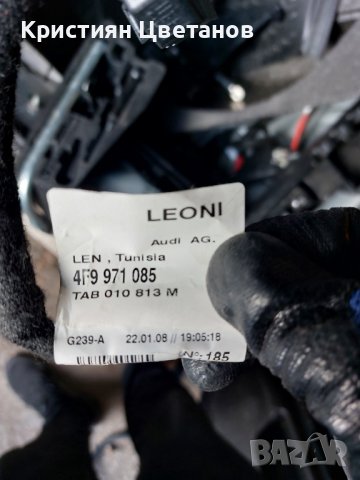 Кристиян Цветанов
LEONI
Audi AG.
LEN , Tunisia
4F9 971 085
TAB 010 813 M
G239-A 22.01.08 // 19:05:18
N°: 185
BAZAR